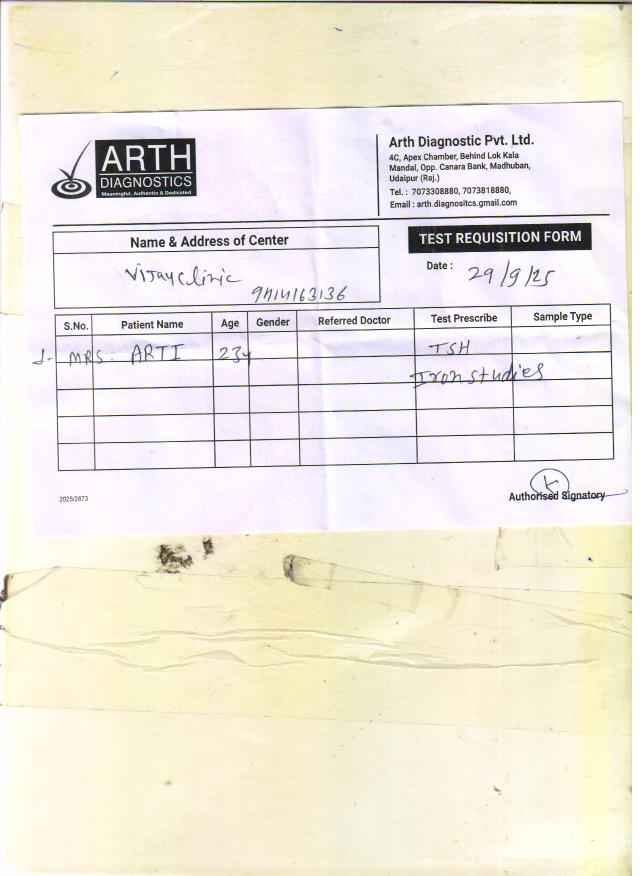 ARTH
DIAGNOSTICS
Meaningful, Authentic & Dedicated
Arth Diagnostic Pvt. Ltd.
4C, Apex Chamber, Behind Lok Kala
Mandal, Opp. Canara Bank, Madhuban,
Udaipur (Raj.)
Tel. : 7073308880, 7073818880,
Email : arth.diagnositcs.gmail.com
Name & Address of Center
TEST REQUISITION FORM
Vijay clinic
Date : 29/9/25
S.No. Patient Name Age Gender Referred Doctor Test Prescribe Sample Type
1- MRS. ARTI 23y TSH
Iron studies
2025/2873
Authorised Signatory